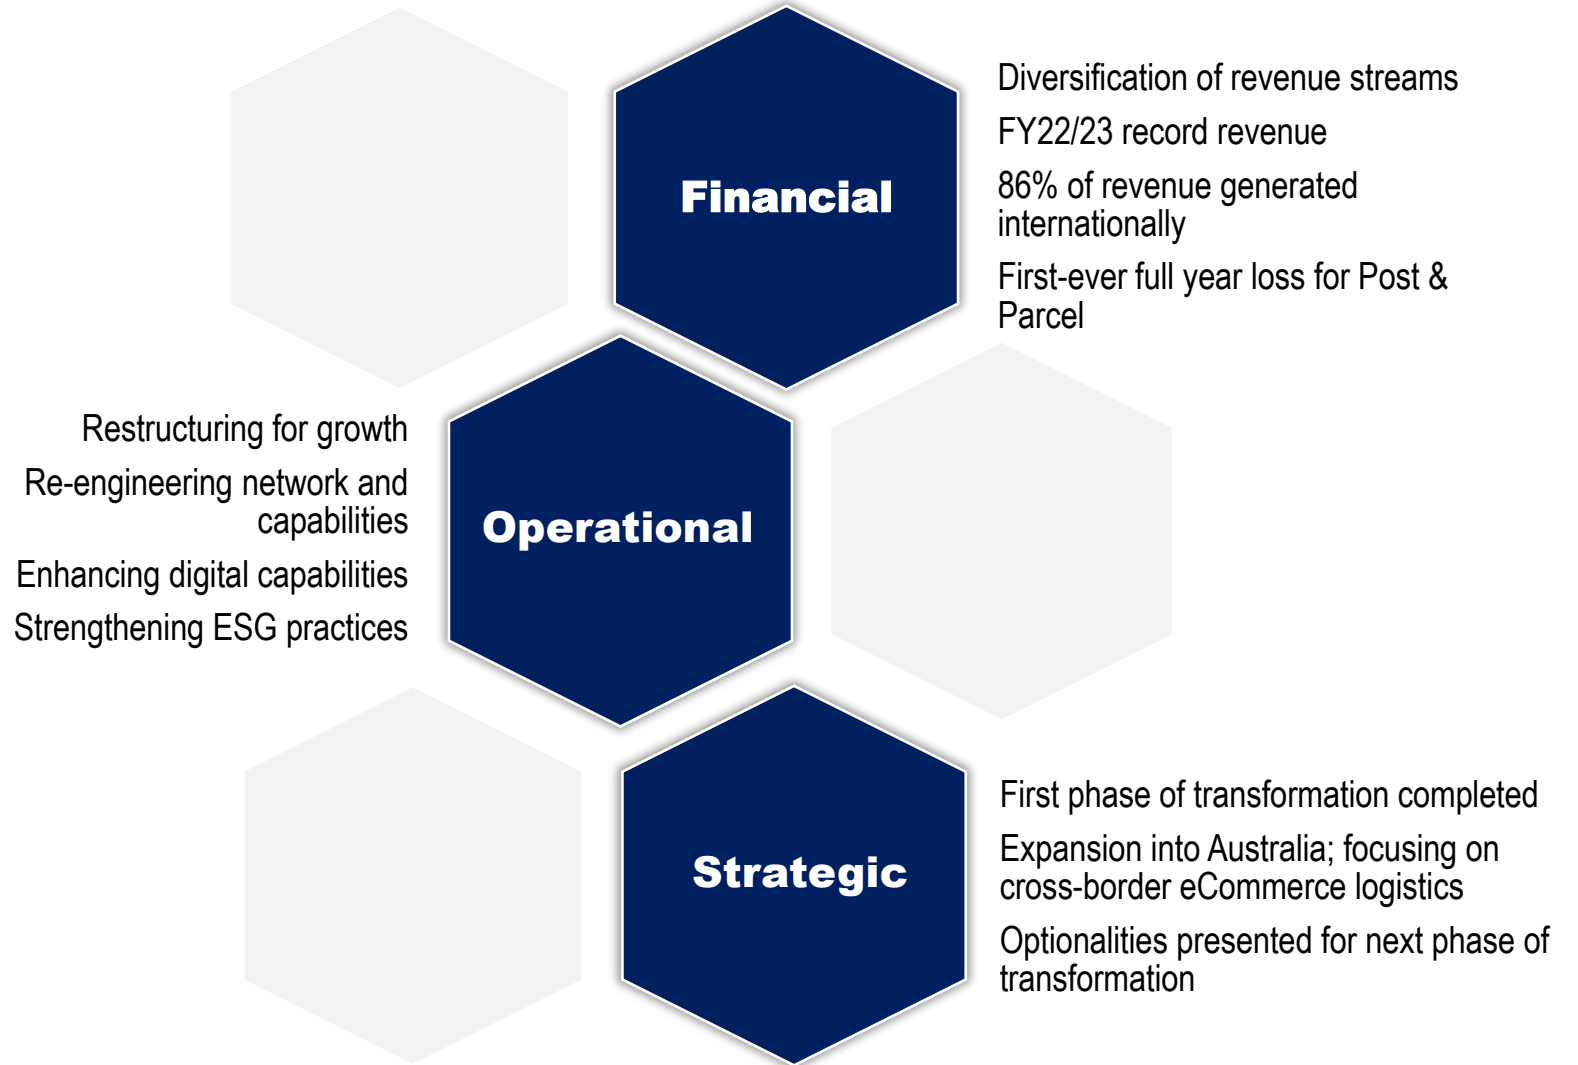 Financial
Diversification of revenue streams
FY22/23 record revenue
86% of revenue generated
internationally
First-ever full year loss for Post &
Parcel
Operational
Restructuring for growth
Re-engineering network and
capabilities
Enhancing digital capabilities
Strengthening ESG practices
Strategic
First phase of transformation completed
Expansion into Australia; focusing on
cross-border eCommerce logistics
Optionalities presented for next phase of
transformation